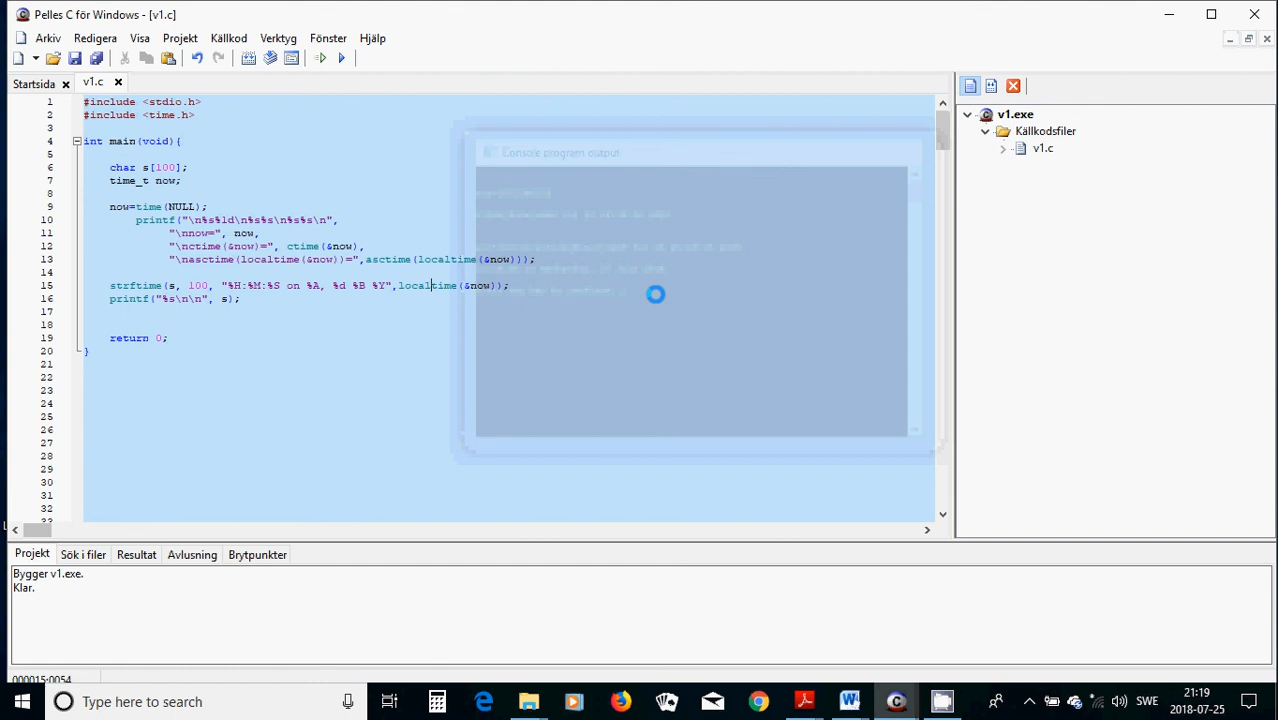 Pelles C för Windows - [v1.c]
Arkiv Redigera Visa Projekt Källkod Verktyg Fönster Hjälp
Startsida v1.c
1 #include <stdio.h>
2 #include <time.h>
3
4 int main(void){
5
6 char s[100];
7 time_t now;
8
9 now=time(NULL);
10 printf("\n%s%ld\n%s%s\n%s%s\n",
11 "\nnow=", now,
12 "\nctime(&now)=", ctime(&now),
13 "\nasctime(localtime(&now))=",asctime(localtime(&now)));
14
15 strftime(s, 100, "%H:%M:%S on %A, %d %B %Y",localtime(&now));
16 printf("%s\n\n", s);
17
18
19 return 0;
20 }
21
22
23
24
25
26
27
28
29
30
31
32
Console program output
v1.exe
Källkodsfiler
v1.c
Projekt Sök i filer Resultat Avlusning Brytpunkter
Bygger v1.exe.
Klar.
000015:0054
Type here to search
SWE
21:19
2018-07-25